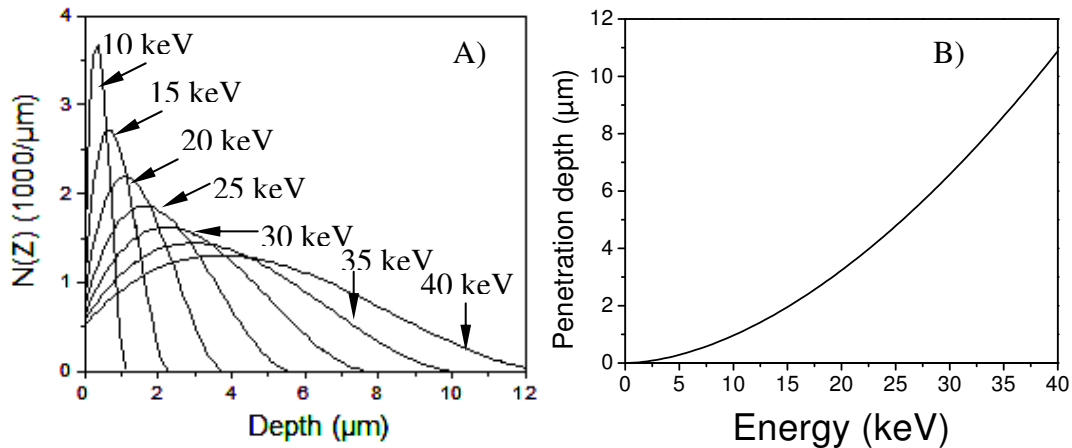 A)
10 keV
15 keV
20 keV
25 keV
30 keV
35 keV
40 keV
N(Z) (1000/µm)
4
3
2
1
0
0 2 4 6 8 10 12
Depth (µm)
B)
Penetration depth (µm)
12
10
8
6
4
2
0
0 5 10 15 20 25 30 35 40
Energy (keV)